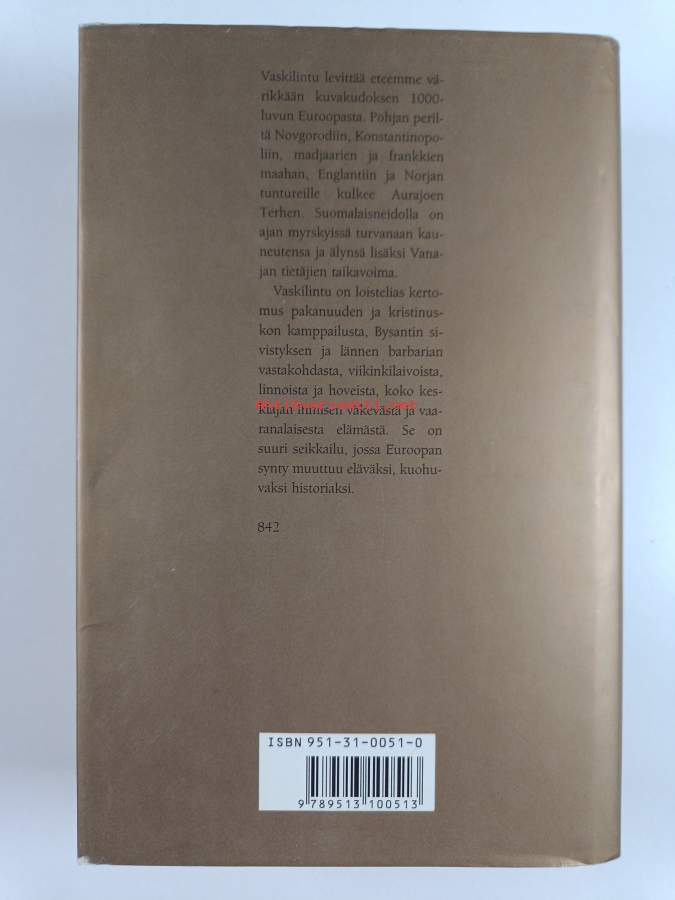 Vaskilintu levittää eteemme vä-
rikkään kuvakudoksen 1000-
luvun Euroopasta. Pohjan peril-
tä Novgorodiin, Konstantinopo-
liin, madjaarien ja frankkien
maahan, Englantiin ja Norjan
tuntureille kulkee Aurajoen
Terhen. Suomalaisneidolla on
ajan myrskyissä turvanaan kau-
neutensa ja älynsä lisäksi Vana-
jan tietäjien taikavoima.
Vaskilintu on loistelias kerto-
mus pakanuuden ja kristinus-
kon kamppailusta, Bysantin si-
vistyksen ja lännen barbarian
vastakohdasta, viikinkilaivoista,
linnoista ja hoveista, koko kes-
kiajan ihmisen väkevästä ja vaa-
ranalaisesta elämästä. Se on
suuri seikkailu, jossa Euroopan
synty muuttuu eläväksi, kuohu-
vaksi historiaksi.
842
ISBN 951-31-0051-0
9 789513 100513